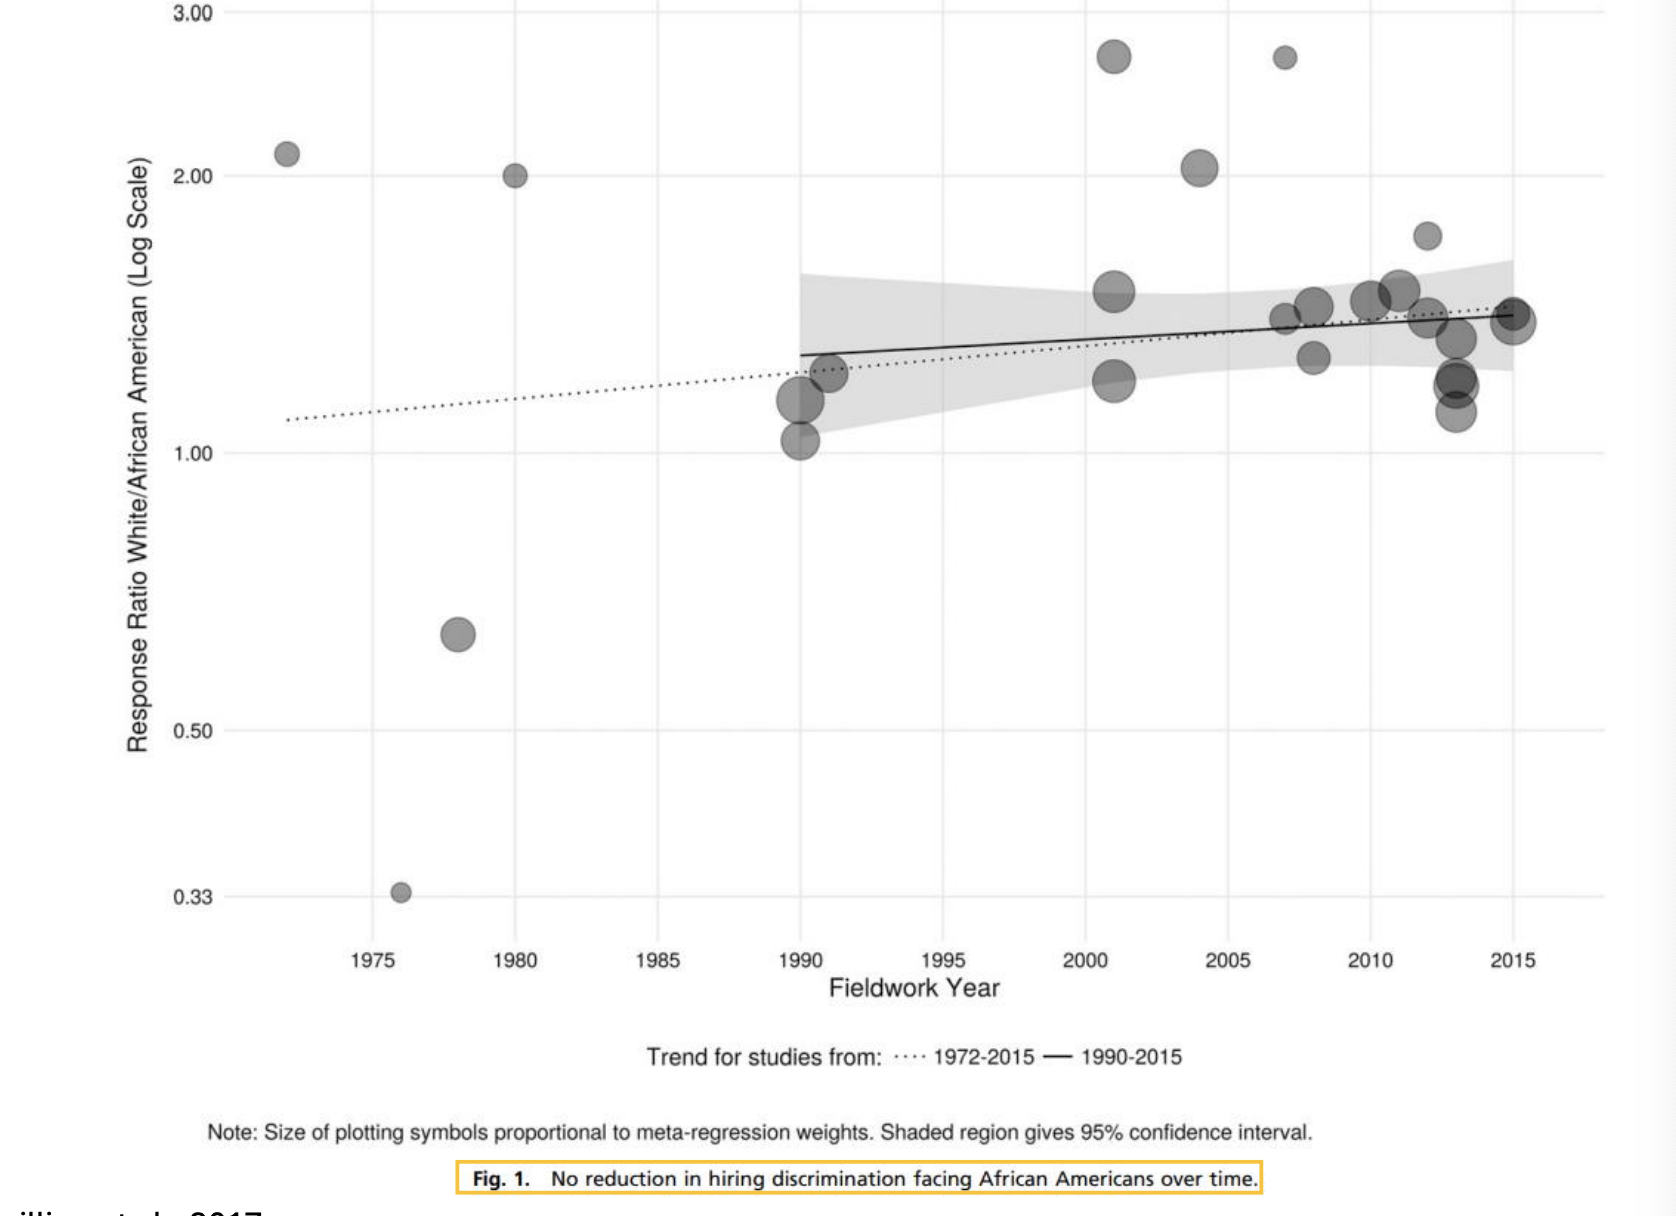 3.00
2.00
1.00
0.50
0.33
Response Ratio White/African American (Log Scale)
1975 1980 1985 1990 1995 2000 2005 2010 2015
Fieldwork Year
Trend for studies from: ···· 1972-2015 — 1990-2015
Note: Size of plotting symbols proportional to meta-regression weights. Shaded region gives 95% confidence interval.
Fig. 1. No reduction in hiring discrimination facing African Americans over time.
2017